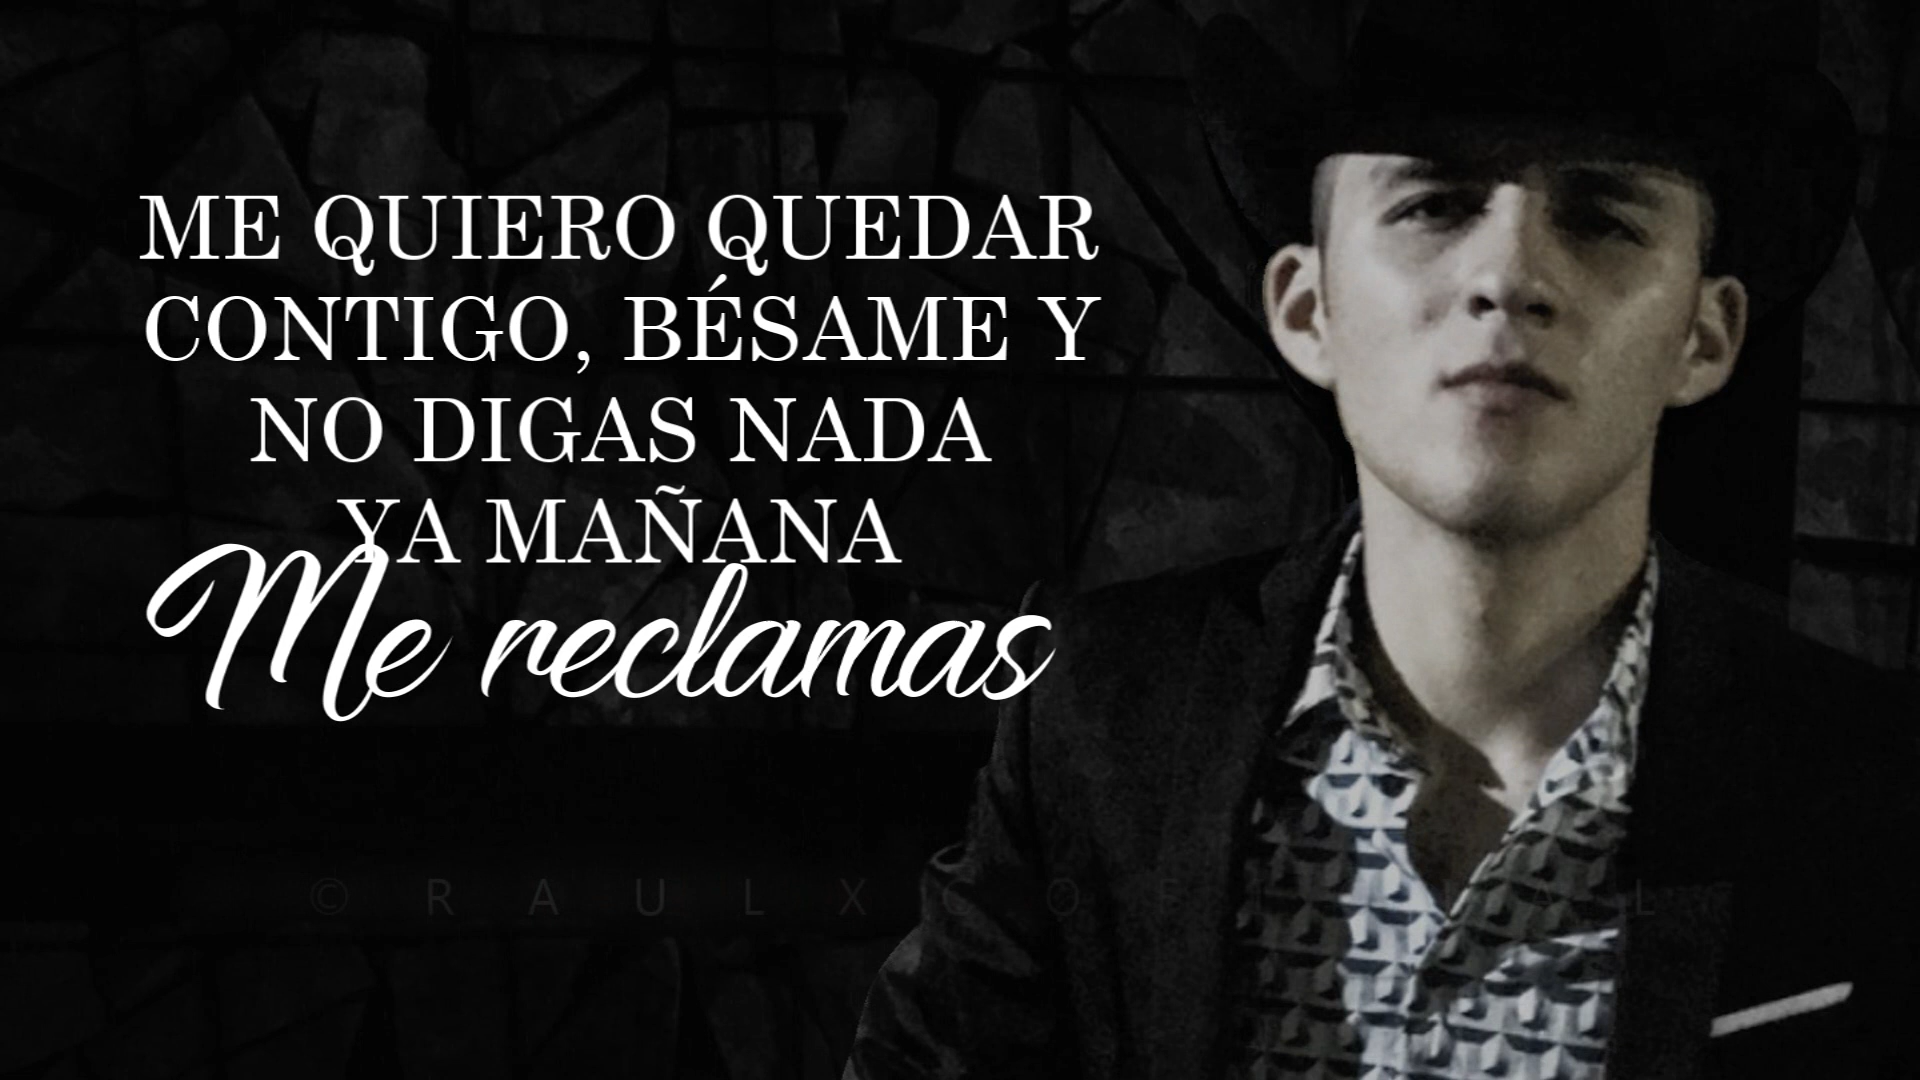 ME QUIERO QUEDAR
CONTIGO, BÉSAME Y
NO DIGAS NADA
YA MAÑANA
Me reclamas